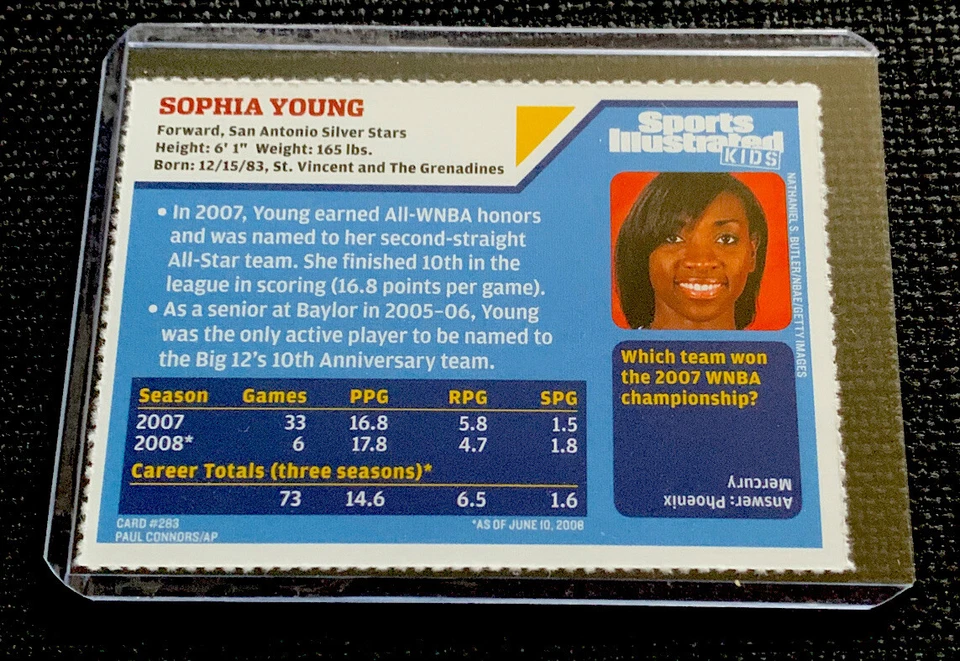 SOPHIA YOUNG
Forward, San Antonio Silver Stars
Height: 6' 1" Weight: 165 lbs.
Born: 12/15/83, St. Vincent and The Grenadines
• In 2007, Young earned All-WNBA honors
and was named to her second-straight
All-Star team. She finished 10th in the
league in scoring (16.8 points per game).
• As a senior at Baylor in 2005–06, Young
was the only active player to be named to
the Big 12's 10th Anniversary team.
Season Games PPG RPG SPG
2007 33 16.8 5.8 1.5
2008* 6 17.8 4.7 1.8
Career Totals (three seasons)*
73 14.6 6.5 1.6
CARD #283
PAUL CONNORS/AP
*AS OF JUNE 10, 2008
Sports
Illustrated
KIDS
NATHANIEL S. BUTLER/NBAE/GETTY IMAGES
Which team won
the 2007 WNBA
championship?
Answer: Phoenix
Mercury